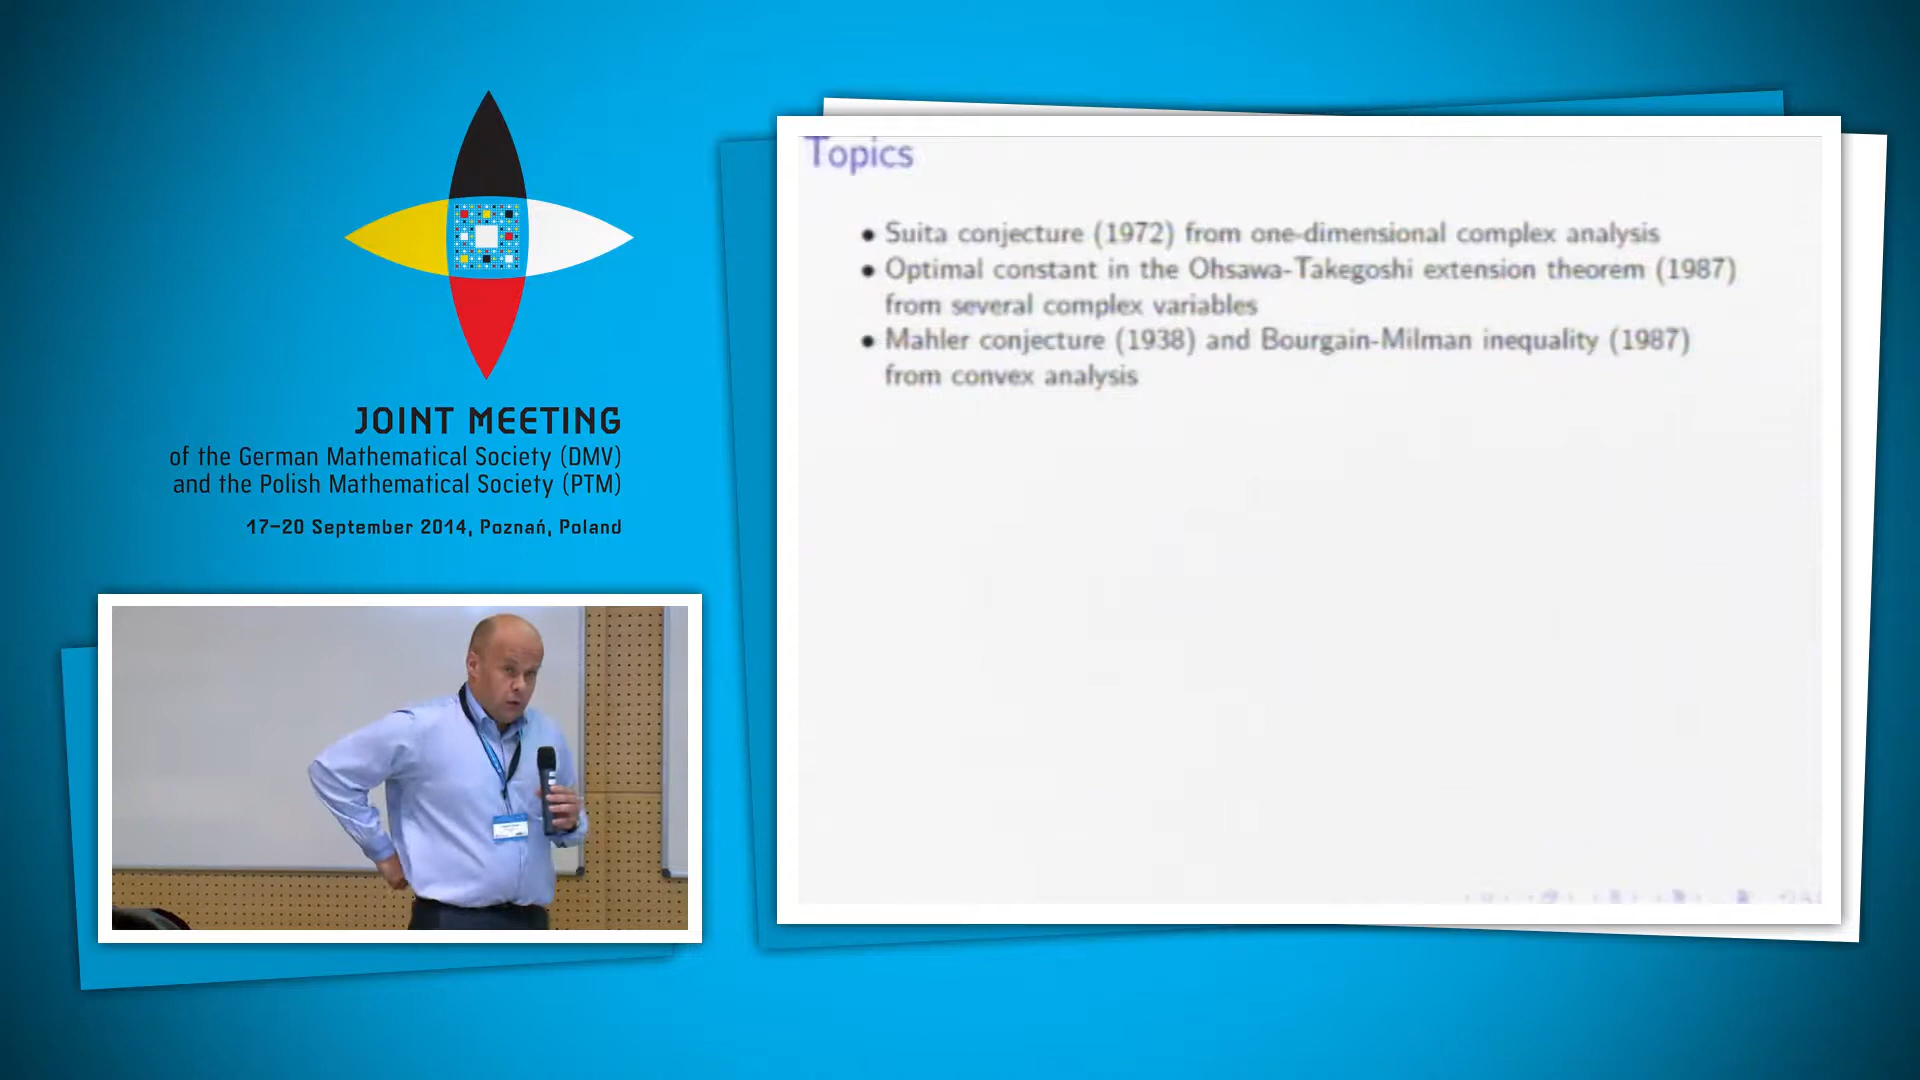 JOINT MEETING
of the German Mathematical Society (DMV)
and the Polish Mathematical Society (PTM)
17–20 September 2014, Poznań, Poland
Topics
• Suita conjecture (1972) from one-dimensional complex analysis
• Optimal constant in the Ohsawa-Takegoshi extension theorem (1987)
from several complex variables
• Mahler conjecture (1938) and Bourgain-Milman inequality (1987)
from convex analysis